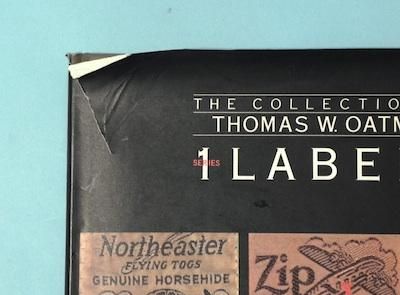 THE COLLECTIO
THOMAS W. OATM
SERIES
1 LABE
Northeaster
FLYING TOGS
GENUINE HORSEHIDE
Zip